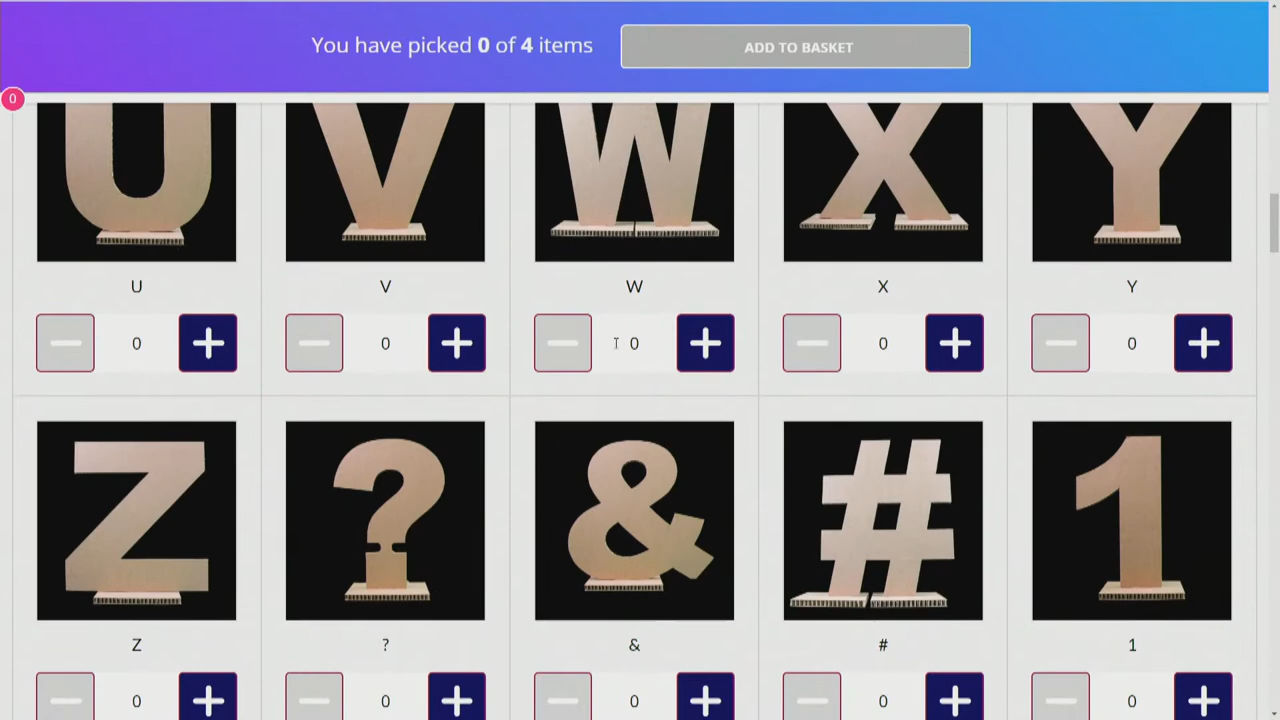 You have picked 0 of 4 items
ADD TO BASKET
0
U V W X Y
U V W X Y
0 0 0 0 0
Z ? & # 1
Z ? & # 1
0 0 0 0 0